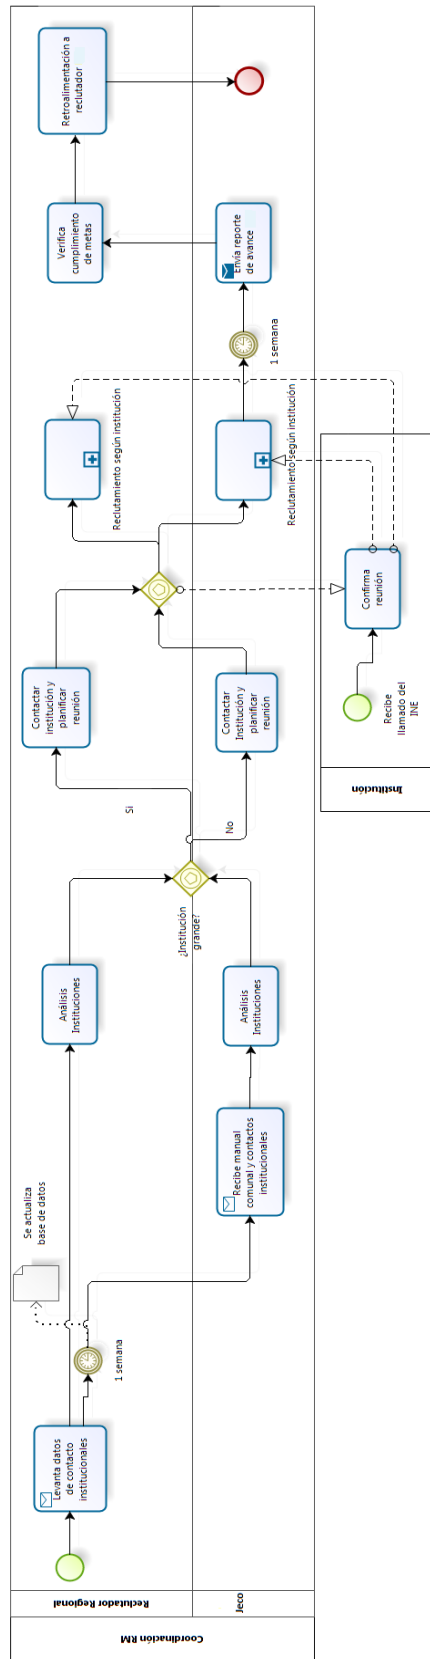 Coordinación RM
Reclutador Regional
Jeco
Levanta datos
de contacto
institucionales
1 semana
Se actualiza
base de datos
Recibe manual
comunal y contactos
institucionales
Análisis
Instituciones
Análisis
Instituciones
¿Institución
grande?
Si
No
Contactar
institución y
planificar
reunión
Contactar
Institución y
planificar
reunión
Reclutamiento según institución
Reclutamiento según institución
1 semana
Envía reporte
de avance
Verifica
cumplimiento
de metas
Retroalimentación a
reclutador
Institución
Recibe
llamado del
INE
Confirma
reunión